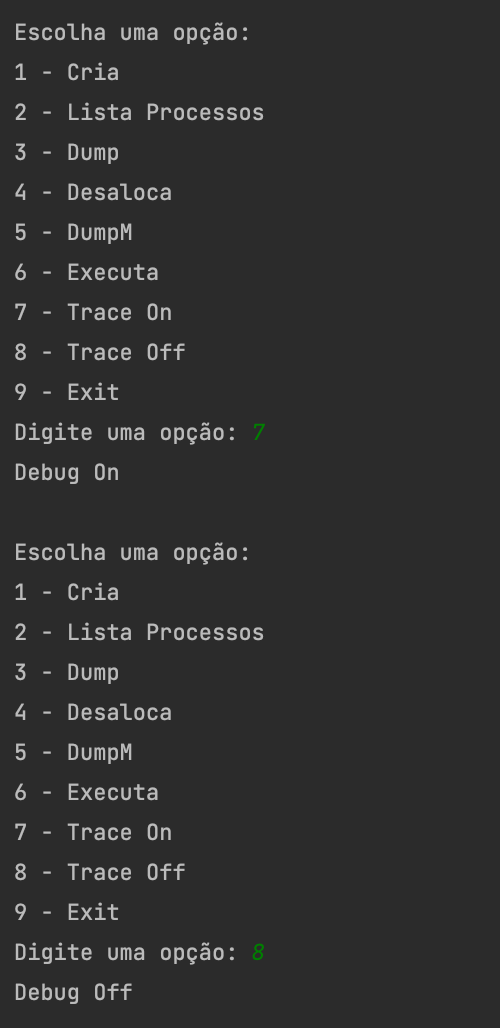 Escolha uma opção:
1 - Cria
2 - Lista Processos
3 - Dump
4 - Desaloca
5 - DumpM
6 - Executa
7 - Trace On
8 - Trace Off
9 - Exit
Digite uma opção: 7
Debug On
Escolha uma opção:
1 - Cria
2 - Lista Processos
3 - Dump
4 - Desaloca
5 - DumpM
6 - Executa
7 - Trace On
8 - Trace Off
9 - Exit
Digite uma opção: 8
Debug Off